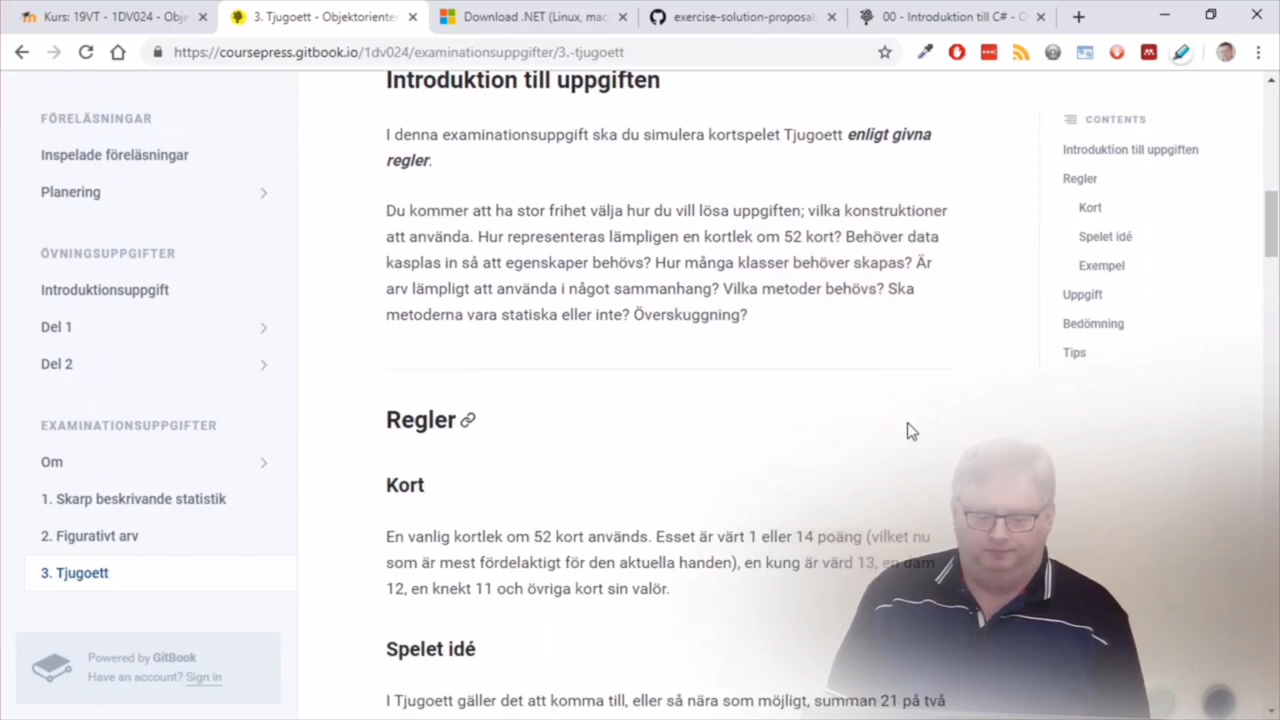 Kurs: 19VT - 1DV024 - Obje
3. Tjugoett - Objektorienter
Download .NET (Linux, mac
exercise-solution-proposals
00 - Introduktion till C# - O
https://coursepress.gitbook.io/1dv024/examinationsuppgifter/3.-tjugoett
FÖRELÄSNINGAR
Inspelade föreläsningar
Planering
ÖVNINGSUPPGIFTER
Introduktionsuppgift
Del 1
Del 2
EXAMINATIONSUPPGIFTER
Om
1. Skarp beskrivande statistik
2. Figurativt arv
3. Tjugoett
Powered by GitBook
Have an account? Sign in
Introduktion till uppgiften
I denna examinationsuppgift ska du simulera kortspelet Tjugoett enligt givna
regler.
Du kommer att ha stor frihet välja hur du vill lösa uppgiften; vilka konstruktioner
att använda. Hur representeras lämpligen en kortlek om 52 kort? Behöver data
kasplas in så att egenskaper behövs? Hur många klasser behöver skapas? Är
arv lämpligt att använda i något sammanhang? Vilka metoder behövs? Ska
metoderna vara statiska eller inte? Överskuggning?
Regler
Kort
En vanlig kortlek om 52 kort används. Esset är värt 1 eller 14 poäng (vilket nu
som är mest fördelaktigt för den aktuella handen), en kung är värd 13, en dam
12, en knekt 11 och övriga kort sin valör.
Spelet idé
I Tjugoett gäller det att komma till, eller så nära som möjligt, summan 21 på två
CONTENTS
Introduktion till uppgiften
Regler
Kort
Spelet idé
Exempel
Uppgift
Bedömning
Tips